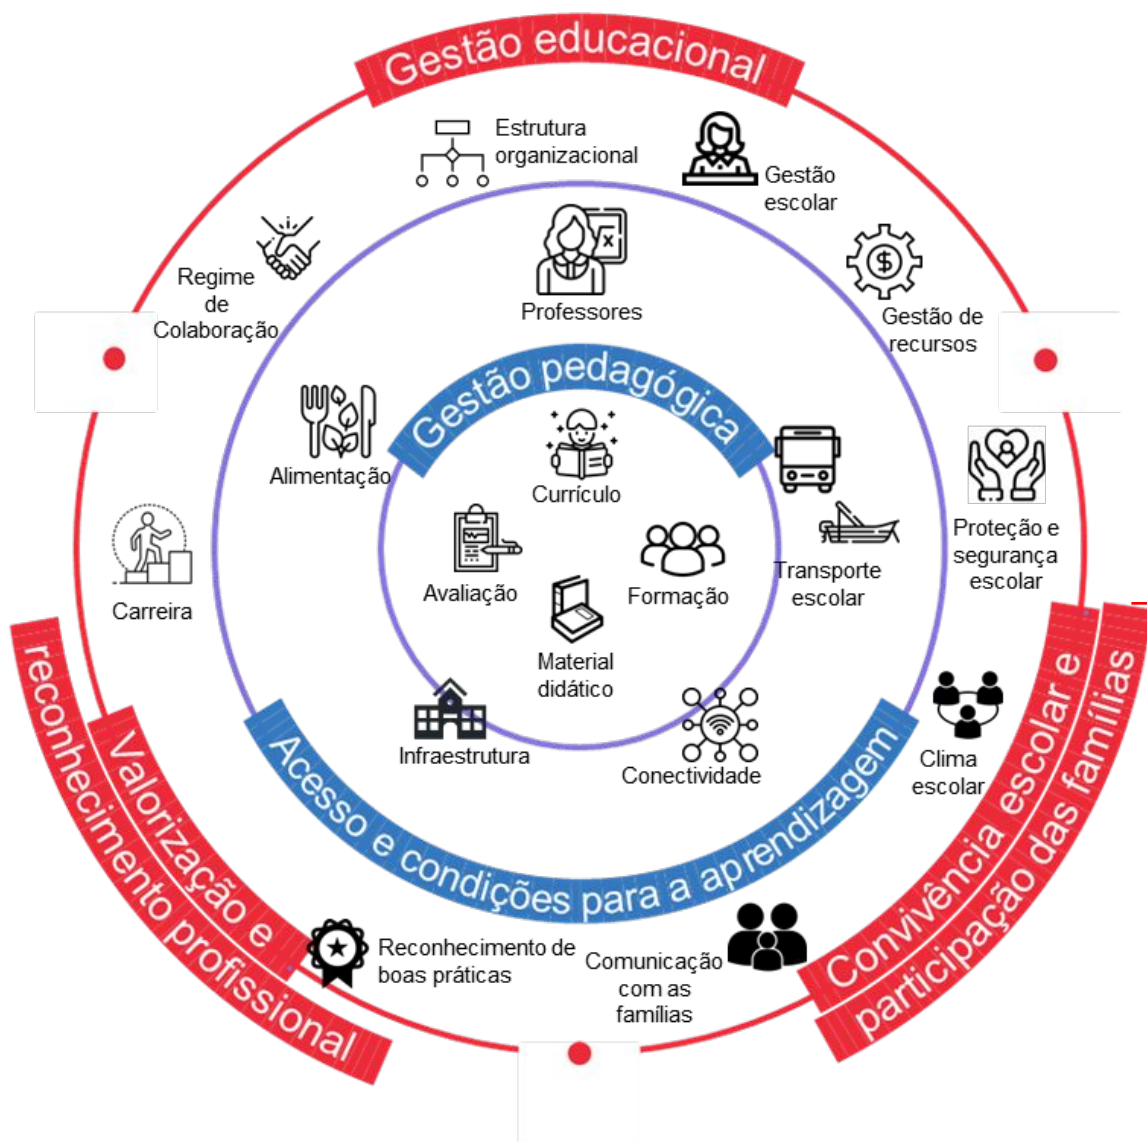 Gestão educacional
Estrutura
organizacional
Gestão
escolar
Regime
de
Colaboração
Professores
Gestão de
recursos
Gestão pedagógica
Alimentação
Currículo
Carreira
Avaliação
Formação
Transporte
escolar
Proteção e
segurança
escolar
Material
didático
Infraestrutura
Conectividade
Clima
escolar
Acesso e condições para a aprendizagem
Valorização e
reconhecimento profissional
Convivência escolar e
participação das famílias
Reconhecimento de
boas práticas
Comunicação
com as
famílias
$
x